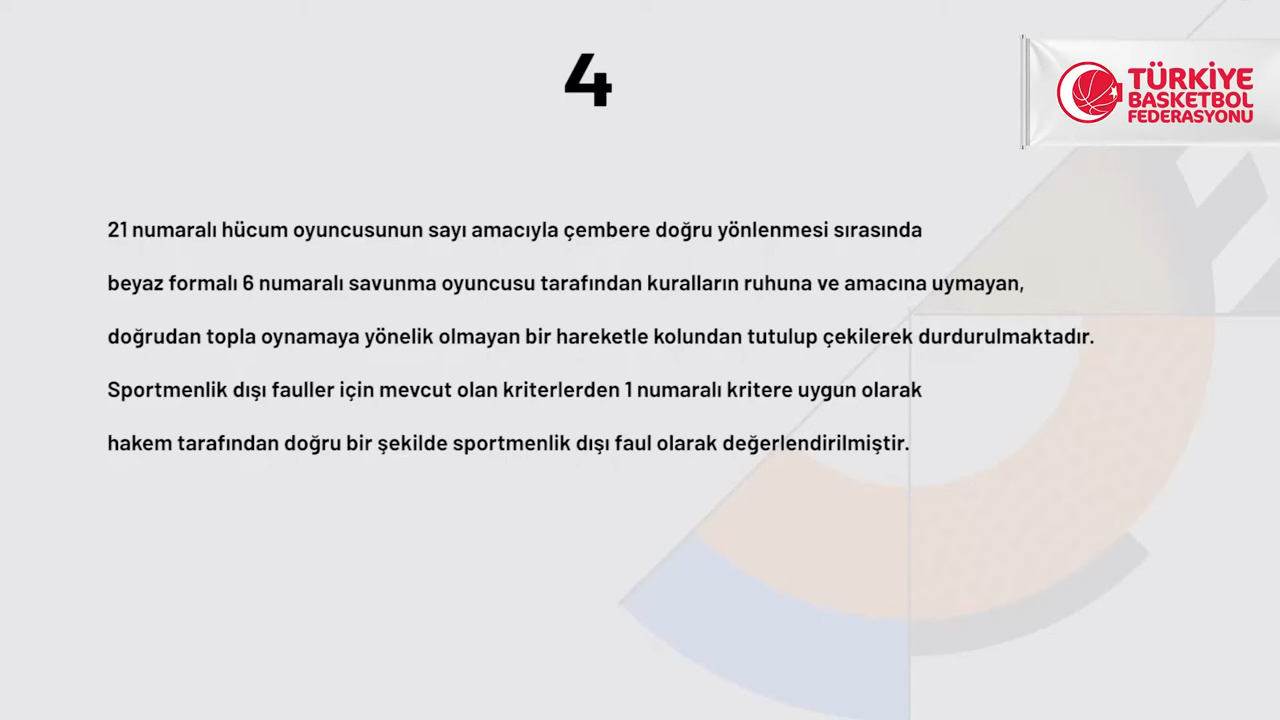 4
TÜRKİYE
BASKETBOL
FEDERASYONU
21 numaralı hücum oyuncusunun sayı amacıyla çembere doğru yönlenmesi sırasında
beyaz formalı 6 numaralı savunma oyuncusu tarafından kuralların ruhuna ve amacına uymayan,
doğrudan topla oynamaya yönelik olmayan bir hareketle kolundan tutulup çekilerek durdurulmaktadır.
Sportmenlik dışı fauller için mevcut olan kriterlerden 1 numaralı kritere uygun olarak
hakem tarafından doğru bir şekilde sportmenlik dışı faul olarak değerlendirilmiştir.